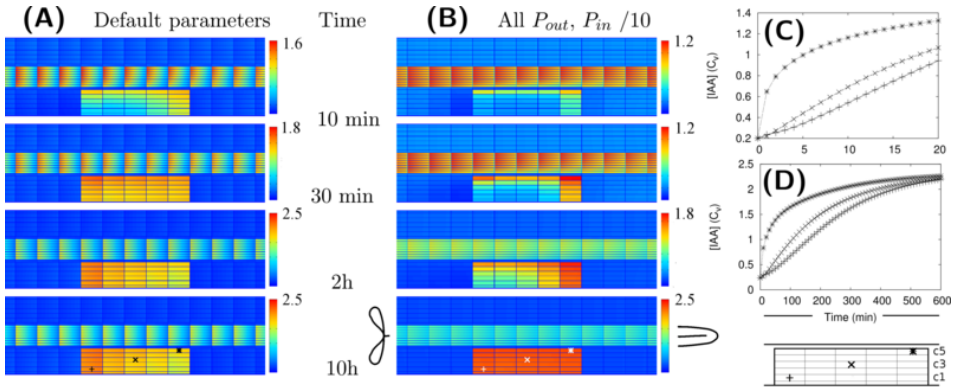 (A) Default parameters Time (B) All P_out, P_in /10 (C)
1.6
1.2
10 min
1.8
1.2
30 min
2.5
1.8
2h
2.5
2.5
10h
[IAA] (C_v)
1.4
1.2
1
0.8
0.6
0.4
0.2
0 5 10 15 20
(D)
[IAA] (C_v)
2.5
2
1.5
1
0.5
0
0 100 200 300 400 500 600
Time (min)
c5
c3
c1